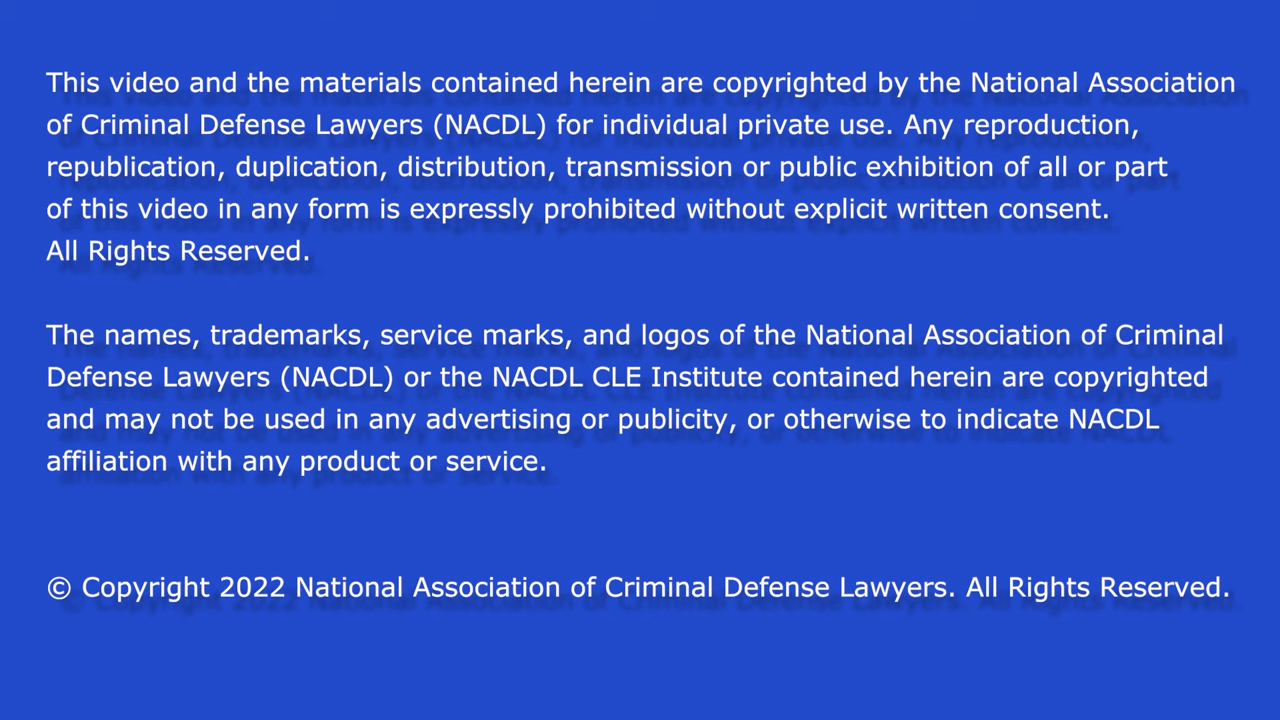 This video and the materials contained herein are copyrighted by the National Association
of Criminal Defense Lawyers (NACDL) for individual private use. Any reproduction,
republication, duplication, distribution, transmission or public exhibition of all or part
of this video in any form is expressly prohibited without explicit written consent.
All Rights Reserved.
The names, trademarks, service marks, and logos of the National Association of Criminal
Defense Lawyers (NACDL) or the NACDL CLE Institute contained herein are copyrighted
and may not be used in any advertising or publicity, or otherwise to indicate NACDL
affiliation with any product or service.
© Copyright 2022 National Association of Criminal Defense Lawyers. All Rights Reserved.